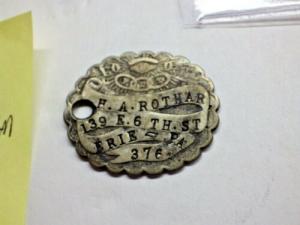 H. A. ROTHAR
139 E. 6 TH. ST
ERIE PA
376.